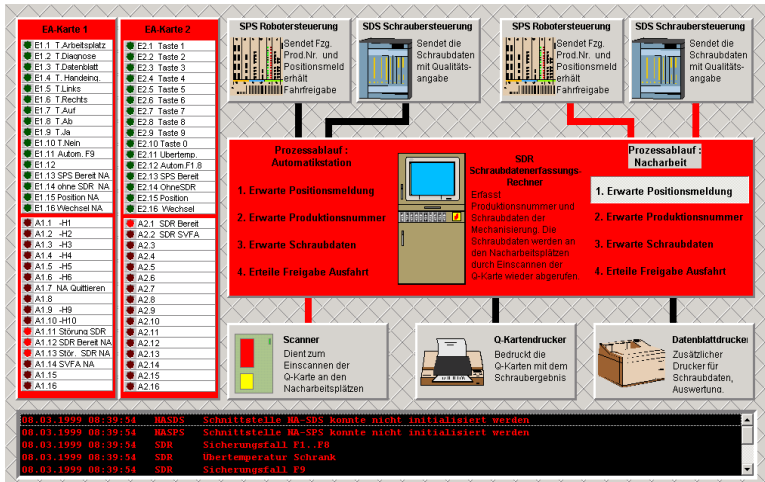 EA-Karte 1
E1.1 T.Arbeitsplatz
E1.2 T.Diagnose
E1.3 T.Datenblatt
E1.4 T. Handeing.
E1.5 T.Links
E1.6 T.Rechts
E1.7 T.Auf
E1.8 T.Ab
E1.9 T.Ja
E1.10 T.Nein
E1.11 Autom. F9
E1.12
E1.13 SPS Bereit NA
E1.14 ohne SDR NA
E1.15 Position NA
E1.16 Wechsel NA
A1.1 -H1
A1.2 -H2
A1.3 -H3
A1.4 -H4
A1.5 -H5
A1.6 -H6
A1.7 NA Quittieren
A1.8
A1.9 -H9
A1.10 -H10
A1.11 Störung SDR
A1.12 SDR Bereit NA
A1.13 Stör. SDR NA
A1.14 SVFA NA
A1.15
A1.16
EA-Karte 2
E2.1 Taste 1
E2.2 Taste 2
E2.3 Taste 3
E2.4 Taste 4
E2.5 Taste 5
E2.6 Taste 6
E2.7 Taste 7
E2.8 Taste 8
E2.9 Taste 9
E2.10 Taste 0
E2.11 Übertemp.
E2.12 Autom.F1.8
E2.13 SPS Bereit
E2.14 OhneSDR
E2.15 Position
E2.16 Wechsel
A2.1 SDR Bereit
A2.2 SDR SVFA
A2.3
A2.4
A2.5
A2.6
A2.7
A2.8
A2.9
A2.10
A2.11
A2.12
A2.13
A2.14
A2.15
A2.16
SPS Robotersteuerung
Sendet Fzg.
Prod.Nr. und
Positionsmeld
erhält
Fahrfreigabe
SDS Schraubersteuerung
Sendet die
Schraubdaten
mit Qualitäts-
angabe
SPS Robotersteuerung
Sendet Fzg.
Prod.Nr. und
Positionsmeld
erhält
Fahrfreigabe
SDS Schraubersteuerung
Sendet die
Schraubdaten
mit Qualitäts-
angabe
Prozessablauf :
Automatikstation
1. Erwarte Positionsmeldung
2. Erwarte Produktionsnummer
3. Erwarte Schraubdaten
4. Erteile Freigabe Ausfahrt
SDR
Schraubdatenerfassungs-
Rechner
Erfasst
Produktionsnummer und
Schraubdaten der
Mechanisierung. Die
Schraubdaten werden an
den Nacharbeitsplätzen
durch Einscannen der
Q-Karte wieder abgerufen.
Prozessablauf :
Nacharbeit
1. Erwarte Positionsmeldung
2. Erwarte Produktionsnummer
3. Erwarte Schraubdaten
4. Erteile Freigabe Ausfahrt
Scanner
Dient zum
Einscannen der
Q-Karte an den
Nacharbeitsplätzen
Q-Kartendrucker
Bedruckt die
Q-Karten mit dem
Schraubergebnis
Datenblattdrucker
Zusätzlicher
Drucker für
Schraubdaten,
Auswertung.
08.03.1999 08:39:54 NASDS Schnittstelle NA-SDS konnte nicht initialisiert werden
08.03.1999 08:39:54 NASPS Schnittstelle NA-SPS konnte nicht initialisiert werden
08.03.1999 08:39:54 SDR Sicherungsfall F1..F8
08.03.1999 08:39:54 SDR Übertemperatur Schrank
08.03.1999 08:39:54 SDR Sicherungsfall F9